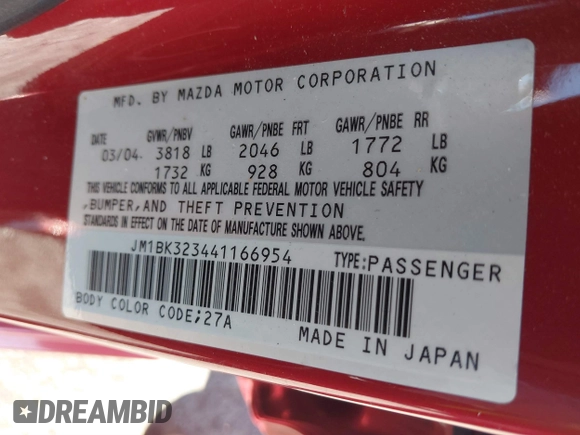 MFD. BY MAZDA MOTOR CORPORATION
DATE GVWR/PNBV GAWR/PNBE FRT GAWR/PNBE RR
03/04. 3818 LB 2046 LB 1772 LB
1732 KG 928 KG 804 KG
THIS VEHICLE CONFORMS TO ALL APPLICABLE FEDERAL MOTOR VEHICLE SAFETY
,BUMPER,AND THEFT PREVENTION
STANDARDS IN EFFECT ON THE DATE OF MANUFACTURE SHOWN ABOVE.
JM1BK323441166954 TYPE:PASSENGER
BODY COLOR CODE;27A
MADE IN JAPAN
DREAMBID